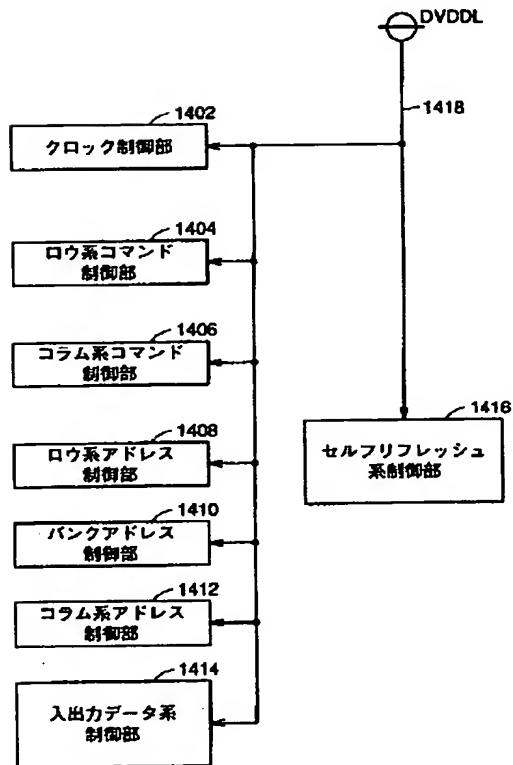 DVDDL
1418
1402
クロック制御部
1404
ロウ系コマンド
制御部
1406
コラム系コマンド
制御部
1408
ロウ系アドレス
制御部
1410
バンクアドレス
制御部
1412
コラム系アドレス
制御部
1414
入出力データ系
制御部
1416
セルフリフレッシュ
系制御部